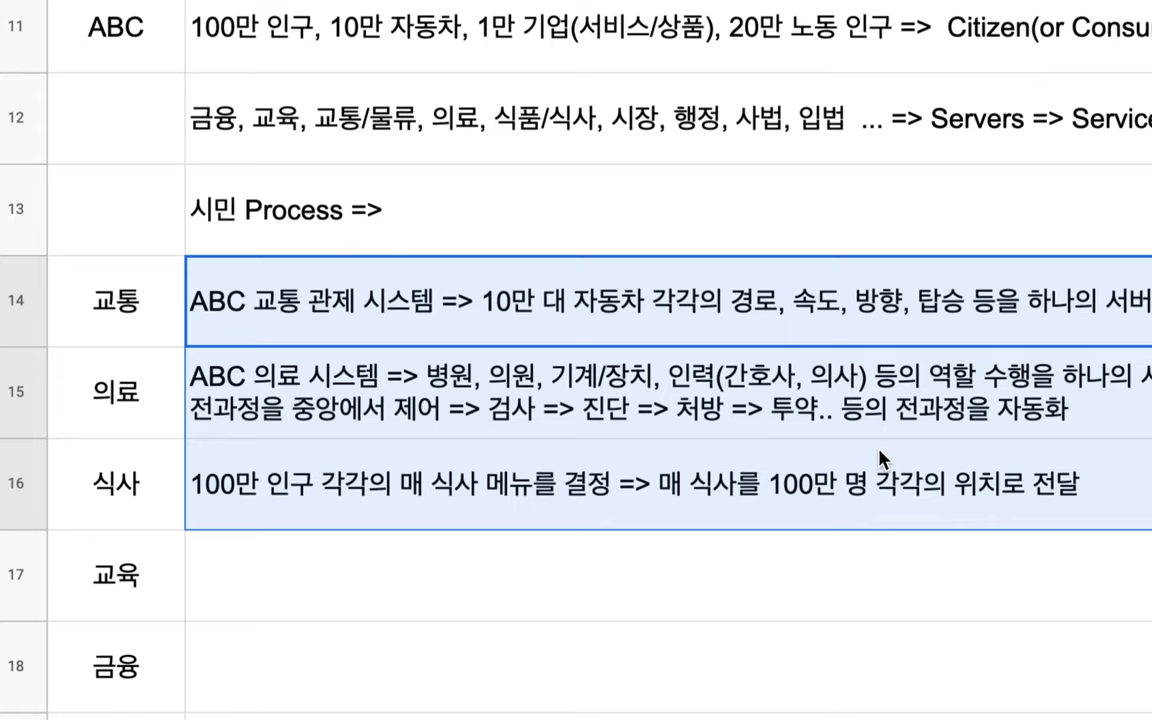 11 ABC 100만 인구, 10만 자동차, 1만 기업(서비스/상품), 20만 노동 인구 => Citizen(or
12 금융, 교육, 교통/물류, 의료, 식품/식사, 시장, 행정, 사법, 입법 ... => Servers =>
13 시민 Process =>
14 교통 ABC 교통 관제 시스템 => 10만 대 자동차 각각의 경로, 속도, 방향, 탑승 등을 하나의
15 의료 ABC 의료 시스템 => 병원, 의원, 기계/장치, 인력(간호사, 의사) 등의 역할 수행을 하나의
전과정을 중앙에서 제어 => 검사 => 진단 => 처방 => 투약.. 등의 전과정을 자동화
16 식사 100만 인구 각각의 매 식사 메뉴를 결정 => 매 식사를 100만 명 각각의 위치로 전달
17 교육
18 금융